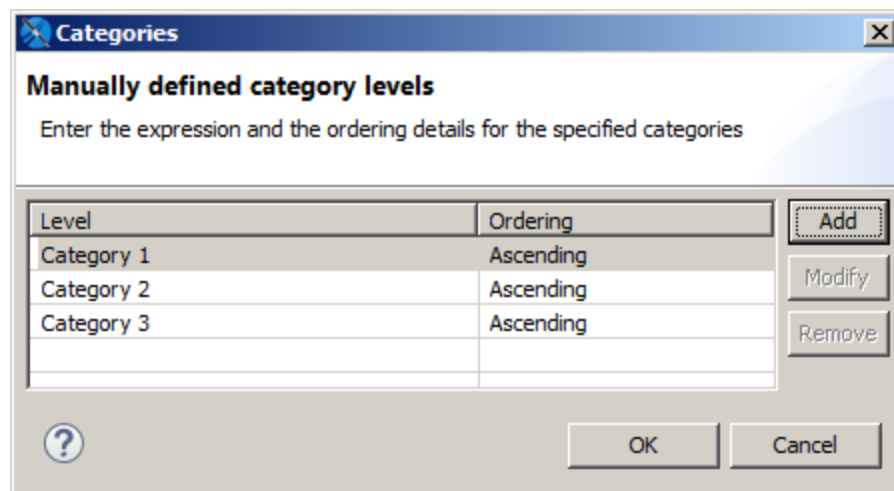 Categories
Manually defined category levels
Enter the expression and the ordering details for the specified categories
Level Ordering Add
Category 1 Ascending
Category 2 Ascending Modify
Category 3 Ascending Remove
? OK Cancel